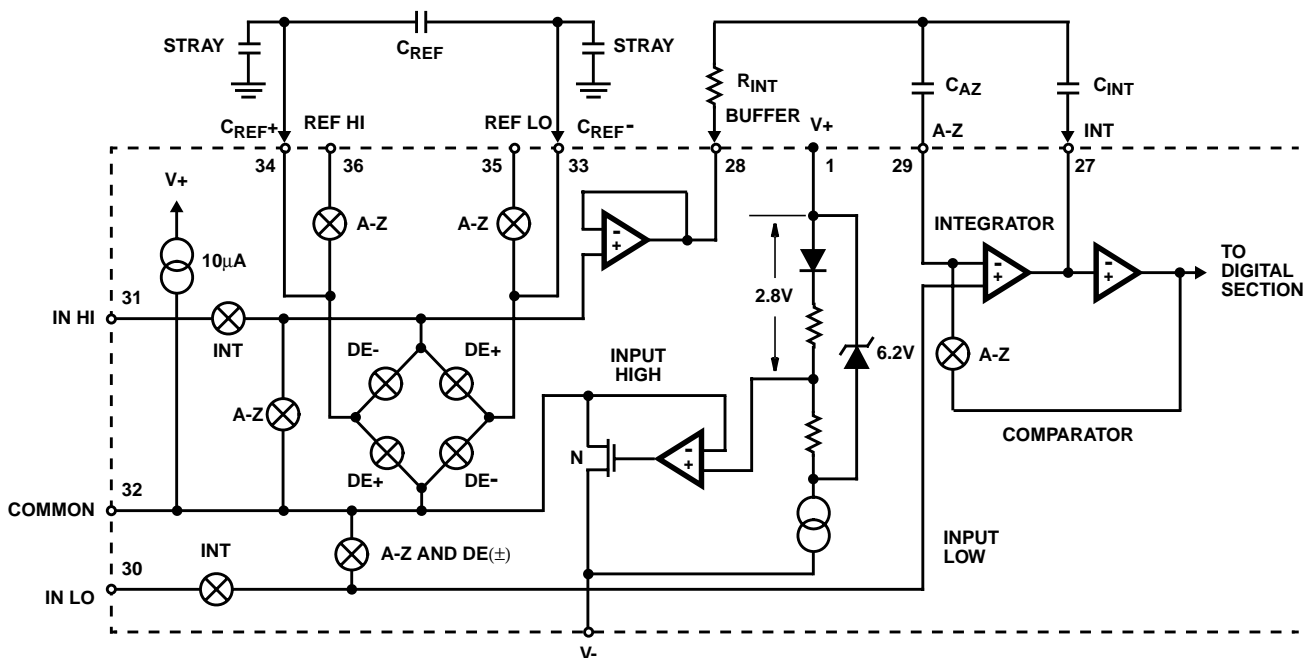 STRAY
C_REF
STRAY
R_INT
C_AZ
C_INT
C_REF+
REF HI
REF LO
C_REF-
BUFFER
V+
A-Z
INT
34
36
35
33
28
1
29
27
V+
A-Z
A-Z
10µA
31
IN HI
INT
2.8V
6.2V
INTEGRATOR
-
+
-
+
-
TO
DIGITAL
SECTION
DE-
DE+
INPUT
HIGH
A-Z
A-Z
DE+
DE-
N
-
+
COMPARATOR
32
COMMON
INT
A-Z AND DE(±)
INPUT
LOW
30
IN LO
V-